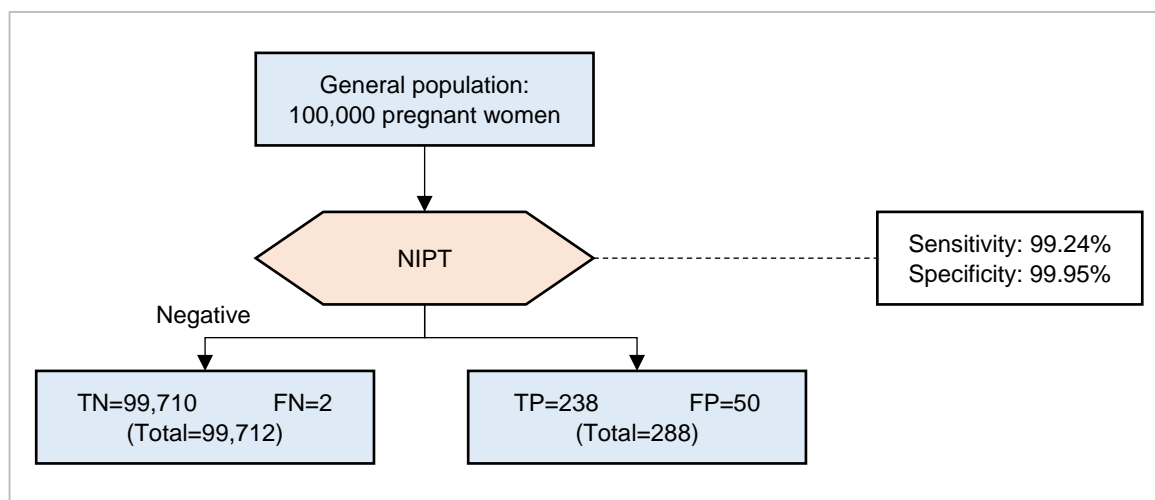 General population:
100,000 pregnant women
NIPT
Sensitivity: 99.24%
Specificity: 99.95%
Negative
TN=99,710 FN=2
(Total=99,712)
TP=238 FP=50
(Total=288)